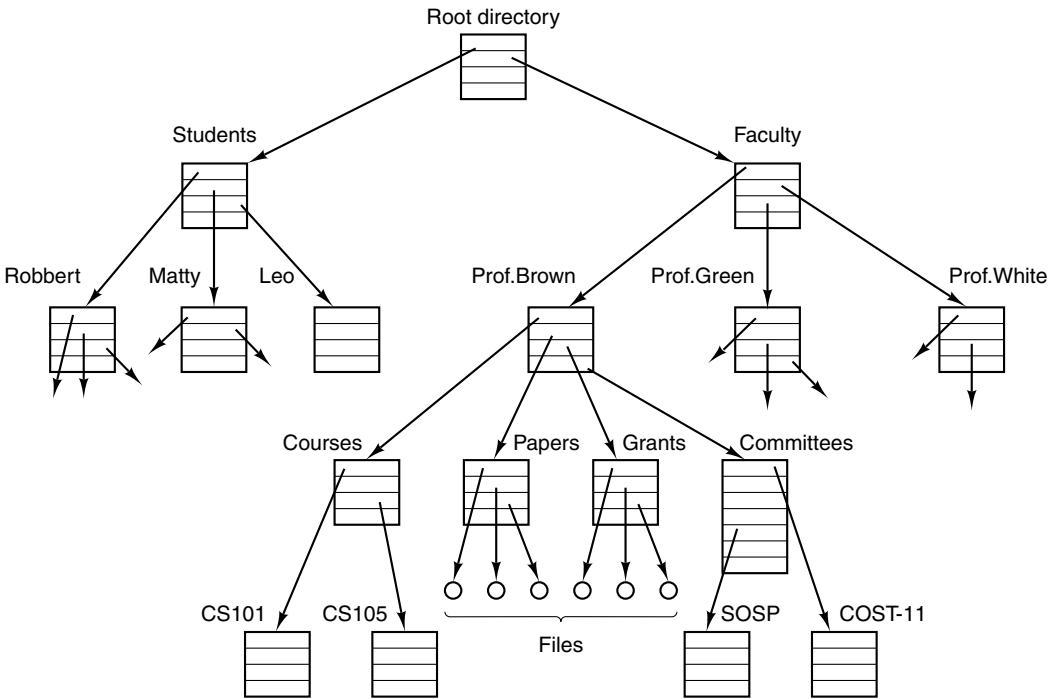 Root directory
Students
Faculty
Robbert
Matty
Leo
Prof.Brown
Prof.Green
Prof.White
Courses
Papers
Grants
Committees
CS101
CS105
SOSP
COST-11
Files